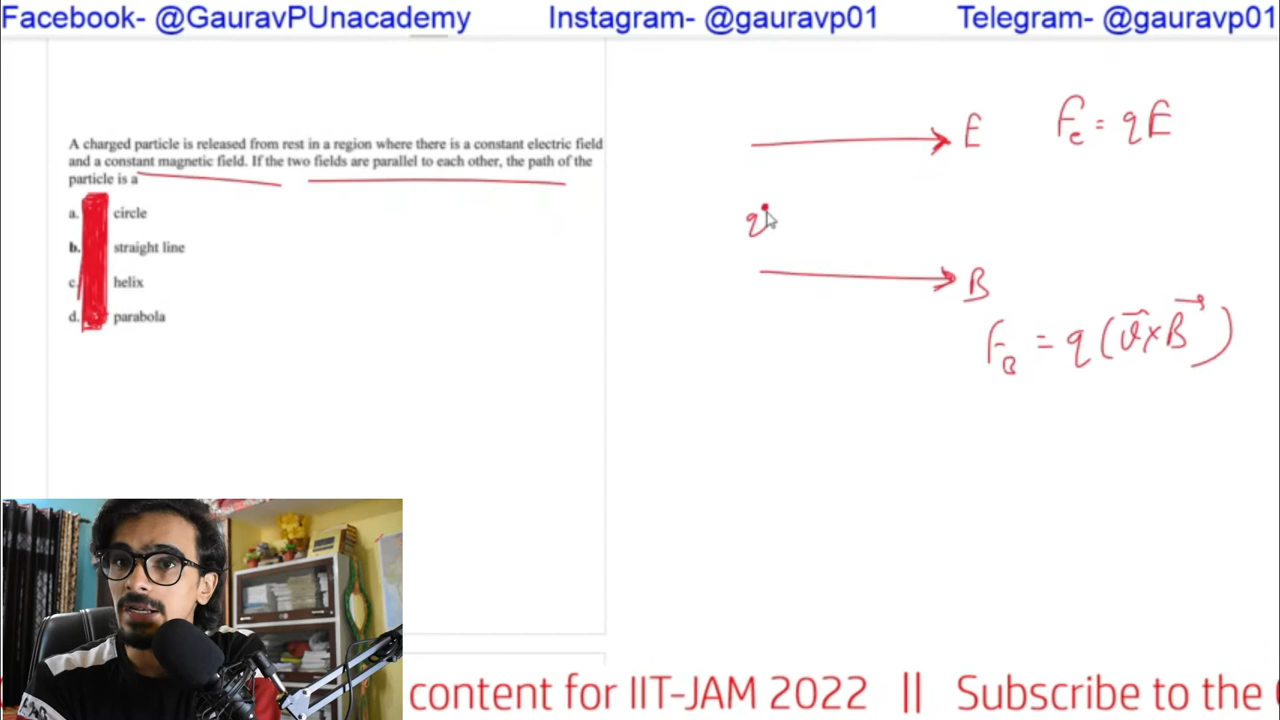 Facebook- @GauravPUnacademy Instagram- @gauravp01 Telegram- @gauravp01
A charged particle is released from rest in a region where there is a constant electric field
and a constant magnetic field. If the two fields are parallel to each other, the path of the
particle is a
a. circle
b. straight line
c. helix
d. parabola
E
Fe = qE
q
B
FB = q(v⃗×B⃗)
content for IIT-JAM 2022 || Subscribe to the